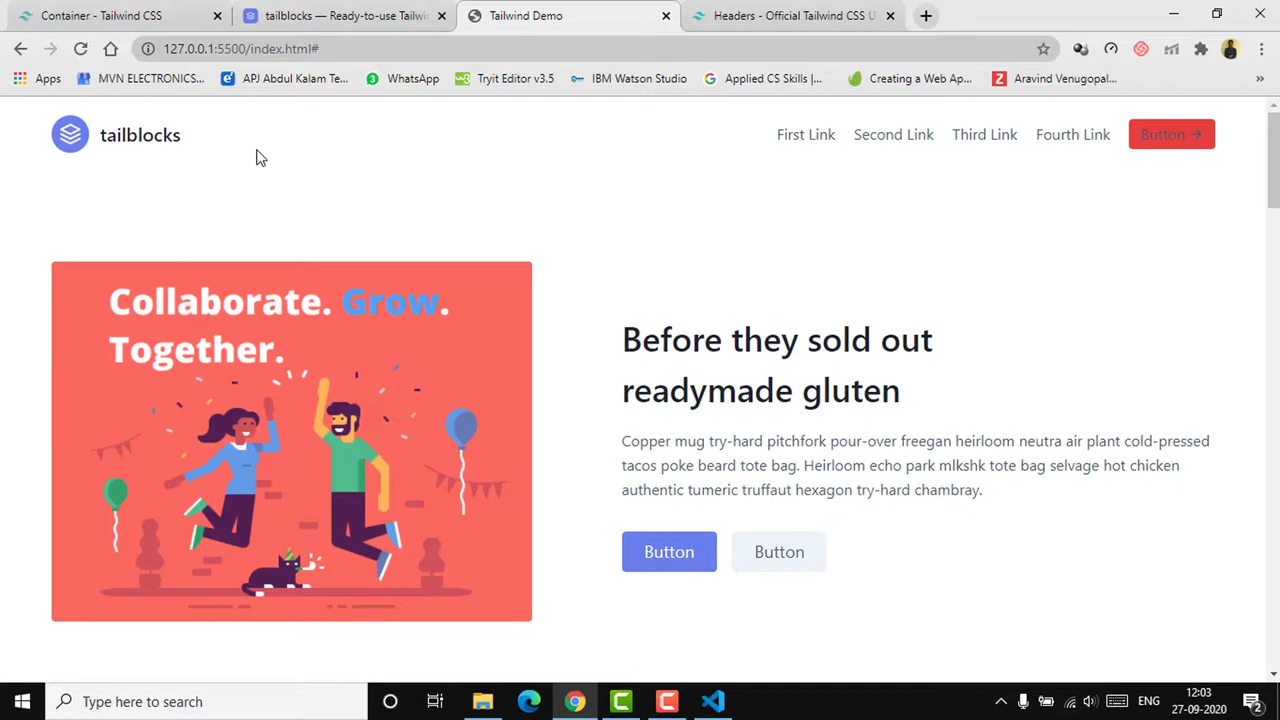 Container - Tailwind CSS
tailblocks — Ready-to-use Tailwin
Tailwind Demo
Headers - Official Tailwind CSS U
127.0.0.1:5500/index.html#
Apps
MVN ELECTRONICS...
APJ Abdul Kalam Te...
3
WhatsApp
Tryit Editor v3.5
IBM Watson Studio
Applied CS Skills |...
Creating a Web Ap...
Aravind Venugopal...
»
tailblocks
First Link
Second Link
Third Link
Fourth Link
Button →
Collaborate. Grow.
Together.
Before they sold out
readymade gluten
Copper mug try-hard pitchfork pour-over freegan heirloom neutra air plant cold-pressed
tacos poke beard tote bag. Heirloom echo park mlkshk tote bag selvage hot chicken
authentic tumeric truffaut hexagon try-hard chambray.
Button
Button
Type here to search
ENG
12:03
27-09-2020
2